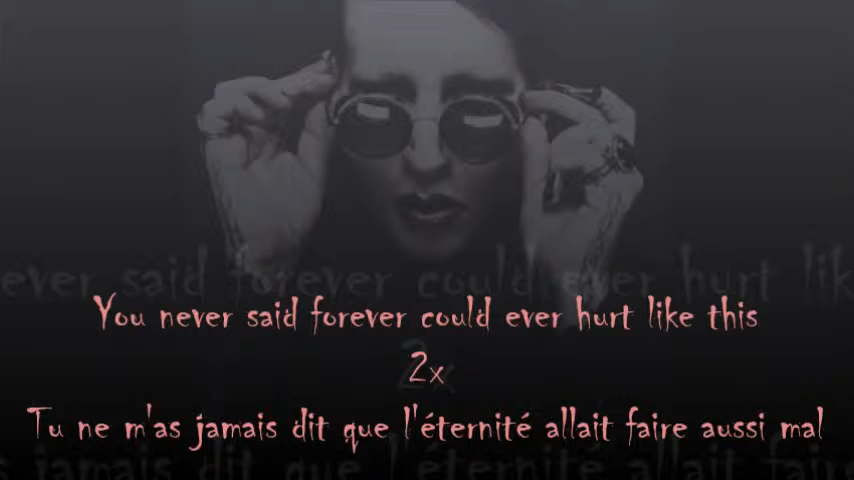 ever said forever could ever hurt lik
You never said forever could ever hurt like this
2x
Tu ne m'as jamais dit que l'éternité allait faire aussi mal
s jamais dit que l'éternité allait faire